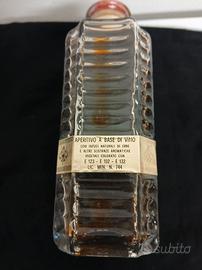 APERITIVO A BASE DI VINO
CON INFUSI NATURALI DI ERBE
E ALTRE SOSTANZE AROMATICHE
VEGETALI COLORATO CON
E 123 - E 102 - E 132
LIC. MIN. N. 744
subito